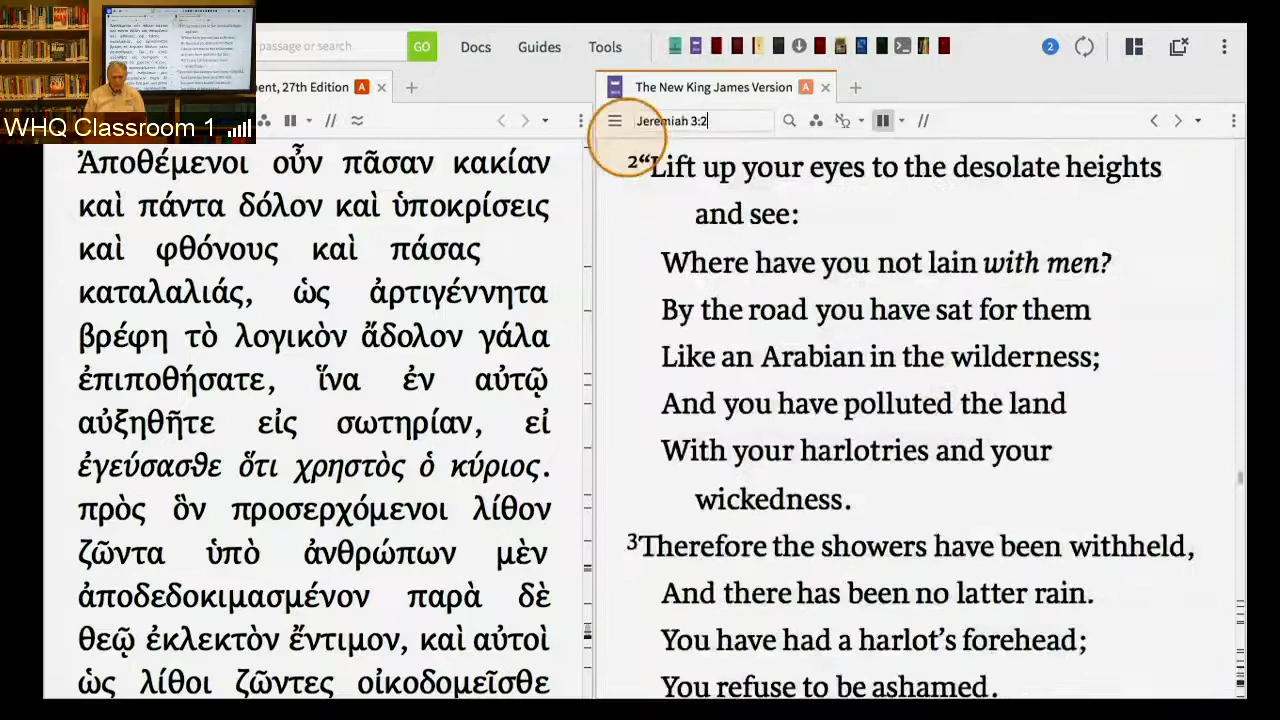 WHQ Classroom 1
passage or search
GO
Docs
Guides
Tools
2
ent, 27th Edition A
The New King James Version A
Jeremiah 3:2
Ἀποθέμενοι οὖν πᾶσαν κακίαν
καὶ πάντα δόλον καὶ ὑποκρίσεις
καὶ φθόνους καὶ πάσας
καταλαλιάς, ὡς ἀρτιγέννητα
βρέφη τὸ λογικὸν ἄδολον γάλα
ἐπιποθήσατε, ἵνα ἐν αὐτῷ
αὐξηθῆτε εἰς σωτηρίαν, εἰ
ἐγεύσασθε ὅτι χρηστὸς ὁ κύριος.
πρὸς ὃν προσερχόμενοι λίθον
ζῶντα ὑπὸ ἀνθρώπων μὲν
ἀποδεδοκιμασμένον παρὰ δὲ
θεῷ ἐκλεκτὸν ἔντιμον, καὶ αὐτοὶ
ὡς λίθοι ζῶντες οἰκοδομεῖσθε
2“Lift up your eyes to the desolate heights
and see:
Where have you not lain with men?
By the road you have sat for them
Like an Arabian in the wilderness;
And you have polluted the land
With your harlotries and your
wickedness.
3Therefore the showers have been withheld,
And there has been no latter rain.
You have had a harlot’s forehead;
You refuse to be ashamed.